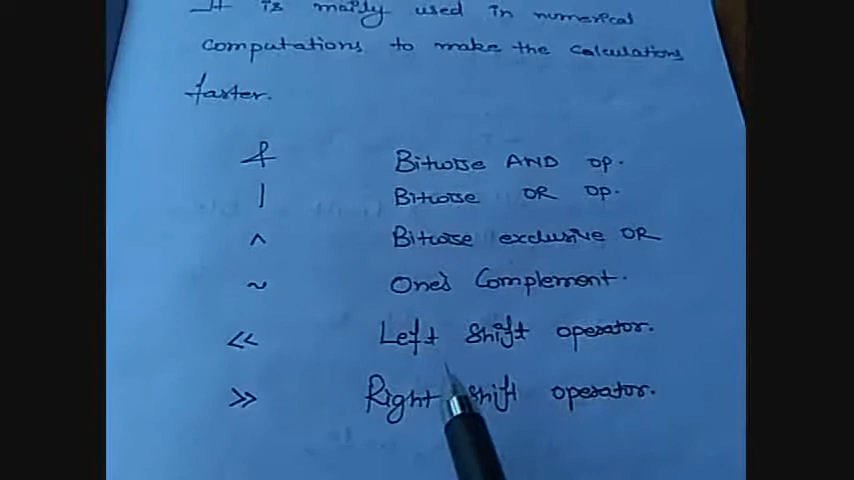 It is maily used in numerical
computations to make the calculations
faster.
& Bitwise AND op.
| Bitwise OR op.
^ Bitwise exclusive OR
~ One's Complement.
<< Left Shift operator.
>> Right Shift operator.